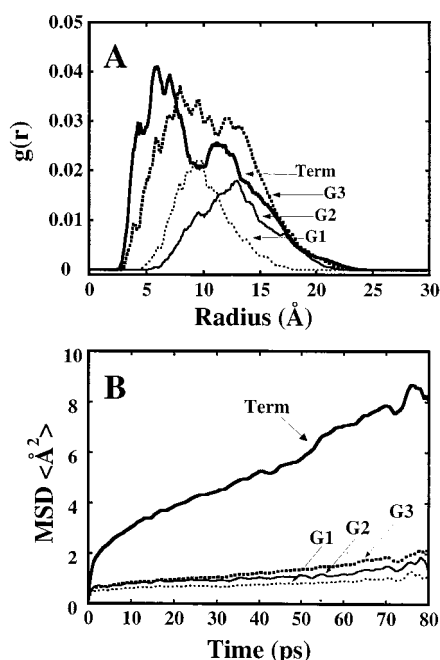 0.05
A
0.04
0.03
g(r)
Term
0.02
G3
G2
0.01
G1
0
0 5 10 15 20 25 30
Radius (Å)
10
B
8
Term
6
MSD <Å²>
4
G3
G2
G1
2
0
0 10 20 30 40 50 60 70 80
Time (ps)